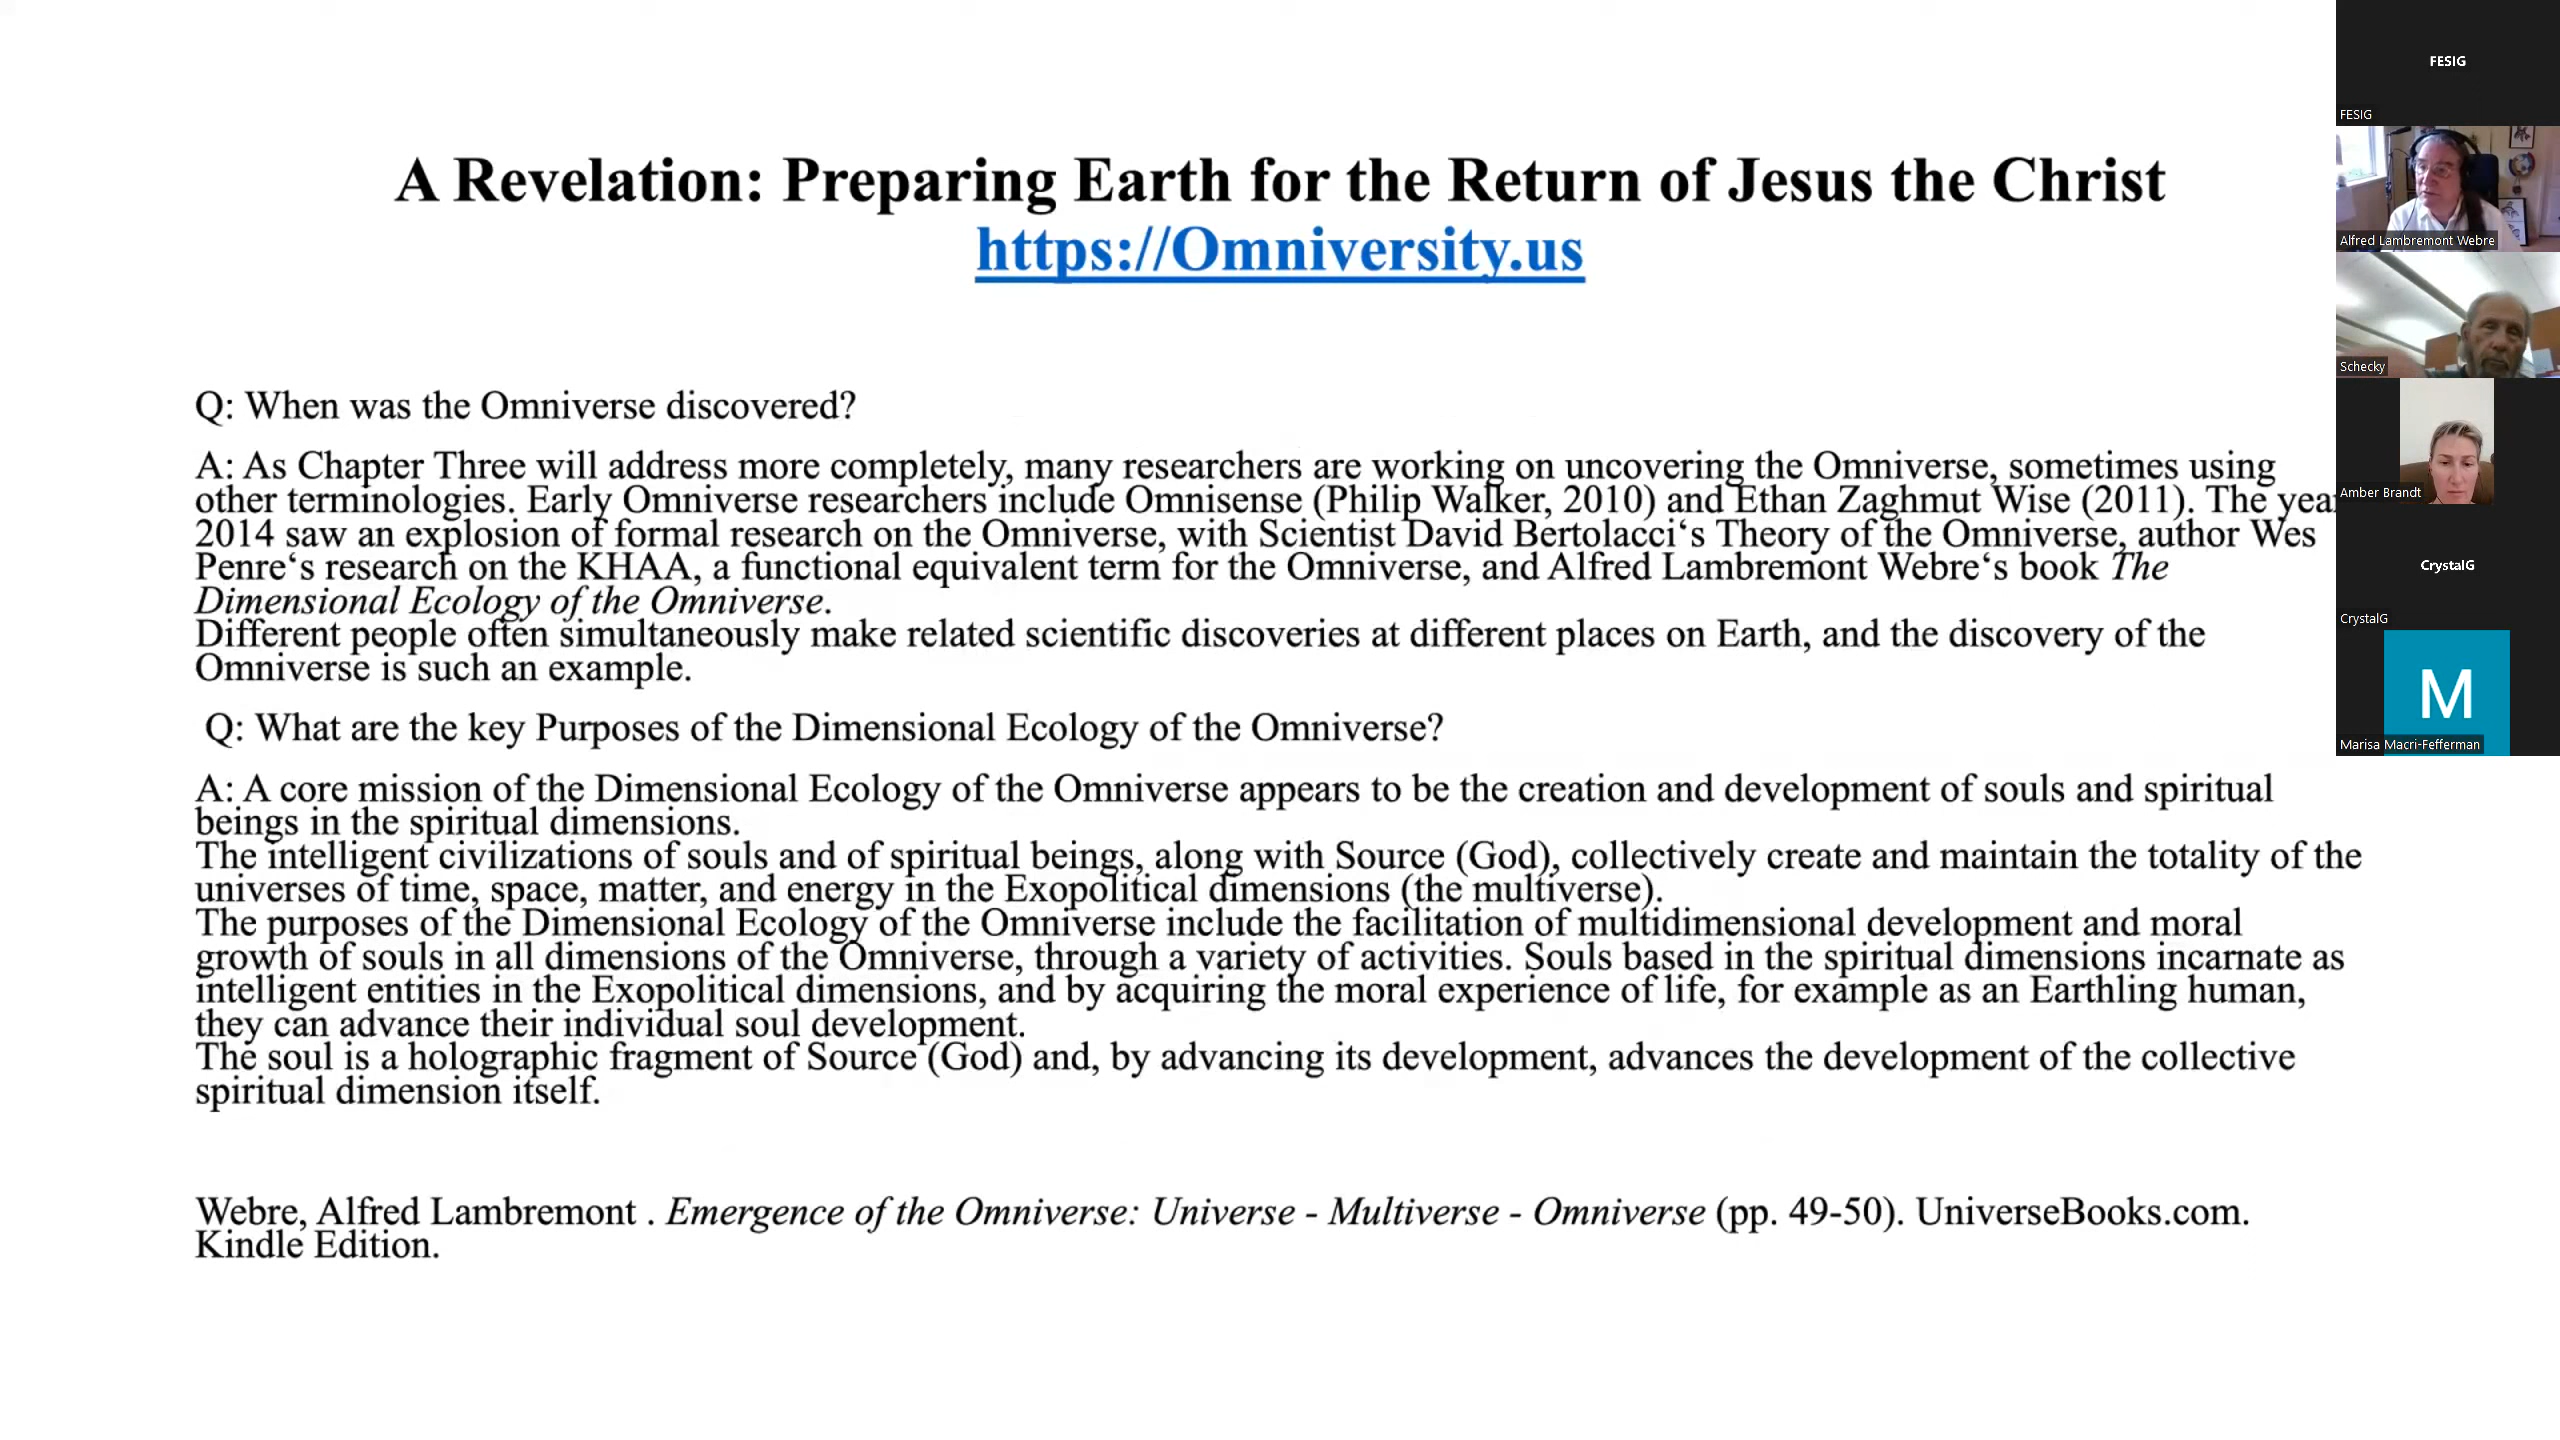 A Revelation: Preparing Earth for the Return of Jesus the Christ
https://Omniversity.us
Q: When was the Omniverse discovered?
A: As Chapter Three will address more completely, many researchers are working on uncovering the Omniverse, sometimes using
other terminologies. Early Omniverse researchers include Omnisense (Philip Walker, 2010) and Ethan Zaghmut Wise (2011). The year
2014 saw an explosion of formal research on the Omniverse, with Scientist David Bertolacci‘s Theory of the Omniverse, author Wes
Penre‘s research on the KHAA, a functional equivalent term for the Omniverse, and Alfred Lambremont Webre‘s book The
Dimensional Ecology of the Omniverse.
Different people often simultaneously make related scientific discoveries at different places on Earth, and the discovery of the
Omniverse is such an example.
Q: What are the key Purposes of the Dimensional Ecology of the Omniverse?
A: A core mission of the Dimensional Ecology of the Omniverse appears to be the creation and development of souls and spiritual
beings in the spiritual dimensions.
The intelligent civilizations of souls and of spiritual beings, along with Source (God), collectively create and maintain the totality of the
universes of time, space, matter, and energy in the Exopolitical dimensions (the multiverse).
The purposes of the Dimensional Ecology of the Omniverse include the facilitation of multidimensional development and moral
growth of souls in all dimensions of the Omniverse, through a variety of activities. Souls based in the spiritual dimensions incarnate as
intelligent entities in the Exopolitical dimensions, and by acquiring the moral experience of life, for example as an Earthling human,
they can advance their individual soul development.
The soul is a holographic fragment of Source (God) and, by advancing its development, advances the development of the collective
spiritual dimension itself.
Webre, Alfred Lambremont . Emergence of the Omniverse: Universe - Multiverse - Omniverse (pp. 49-50). UniverseBooks.com.
Kindle Edition.
FESIG
FESIG
Alfred Lambremont Webre
Schecky
Amber Brandt
CrystalG
CrystalG
M
Marisa Macri-Fefferman